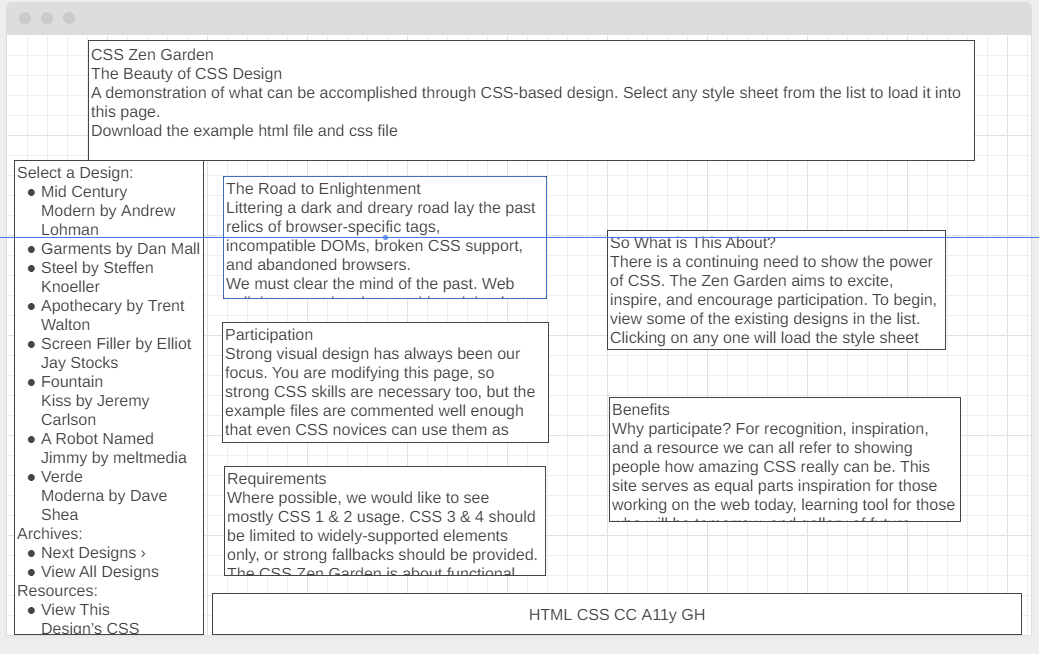 CSS Zen Garden
The Beauty of CSS Design
A demonstration of what can be accomplished through CSS-based design. Select any style sheet from the list to load it into
this page.
Download the example html file and css file
Select a Design:
● Mid Century
Modern by Andrew
Lohman
● Garments by Dan Mall
● Steel by Steffen
Knoeller
● Apothecary by Trent
Walton
● Screen Filler by Elliot
Jay Stocks
● Fountain
Kiss by Jeremy
Carlson
● A Robot Named
Jimmy by meltmedia
● Verde
Moderna by Dave
Shea
Archives:
● Next Designs ›
● View All Designs
Resources:
● View This
Design’s CSS
The Road to Enlightenment
Littering a dark and dreary road lay the past
relics of browser-specific tags,
incompatible DOMs, broken CSS support,
and abandoned browsers.
We must clear the mind of the past. Web
Participation
Strong visual design has always been our
focus. You are modifying this page, so
strong CSS skills are necessary too, but the
example files are commented well enough
that even CSS novices can use them as
Requirements
Where possible, we would like to see
mostly CSS 1 & 2 usage. CSS 3 & 4 should
be limited to widely-supported elements
only, or strong fallbacks should be provided.
The CSS Zen Garden is about functional
So What is This About?
There is a continuing need to show the power
of CSS. The Zen Garden aims to excite,
inspire, and encourage participation. To begin,
view some of the existing designs in the list.
Clicking on any one will load the style sheet
Benefits
Why participate? For recognition, inspiration,
and a resource we can all refer to showing
people how amazing CSS really can be. This
site serves as equal parts inspiration for those
working on the web today, learning tool for those
HTML CSS CC A11y GH